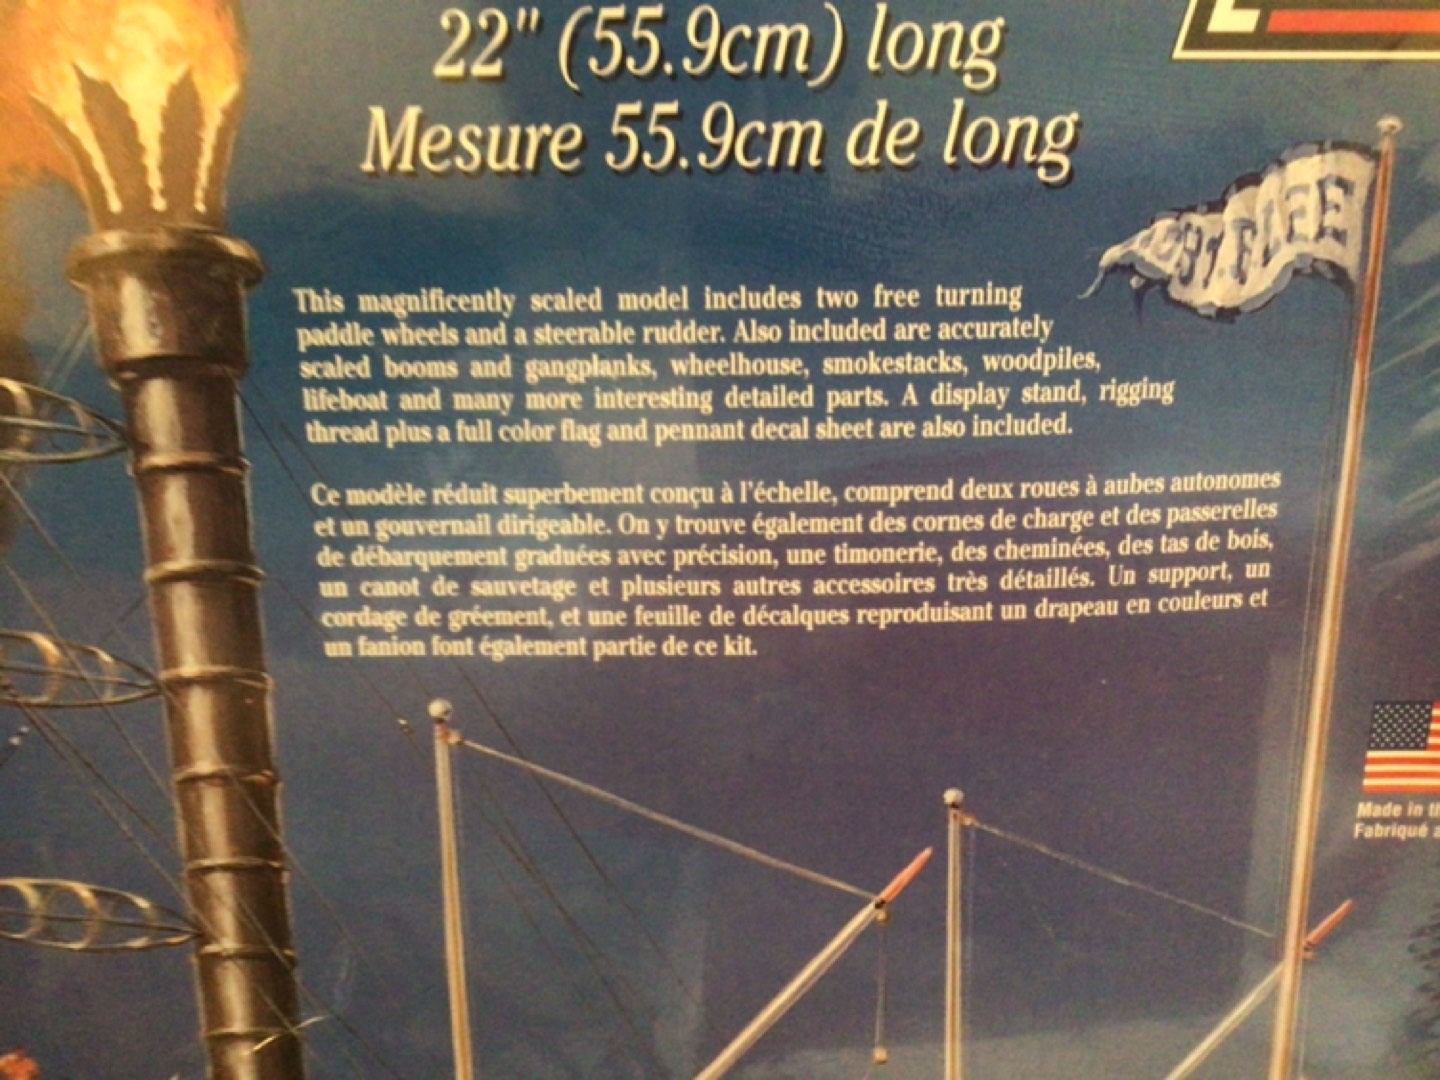 22" (55.9cm) long
Mesure 55.9cm de long
This magnificently scaled model includes two free turning
paddle wheels and a steerable rudder. Also included are accurately
scaled booms and gangplanks, wheelhouse, smokestacks, woodpiles,
lifeboat and many more interesting detailed parts. A display stand, rigging
thread plus a full color flag and pennant decal sheet are also included.
Ce modèle réduit superbement conçu à l'échelle, comprend deux roues à aubes autonomes
et un gouvernail dirigeable. On y trouve également des cornes de charge et des passerelles
de débarquement graduées avec précision, une timonerie, des cheminées, des tas de bois,
un canot de sauvetage et plusieurs autres accessoires très détaillés. Un support, un
cordage de gréement, et une feuille de décalques reproduisant un drapeau en couleurs et
un fanion font également partie de ce kit.
Made in
Fabriqué